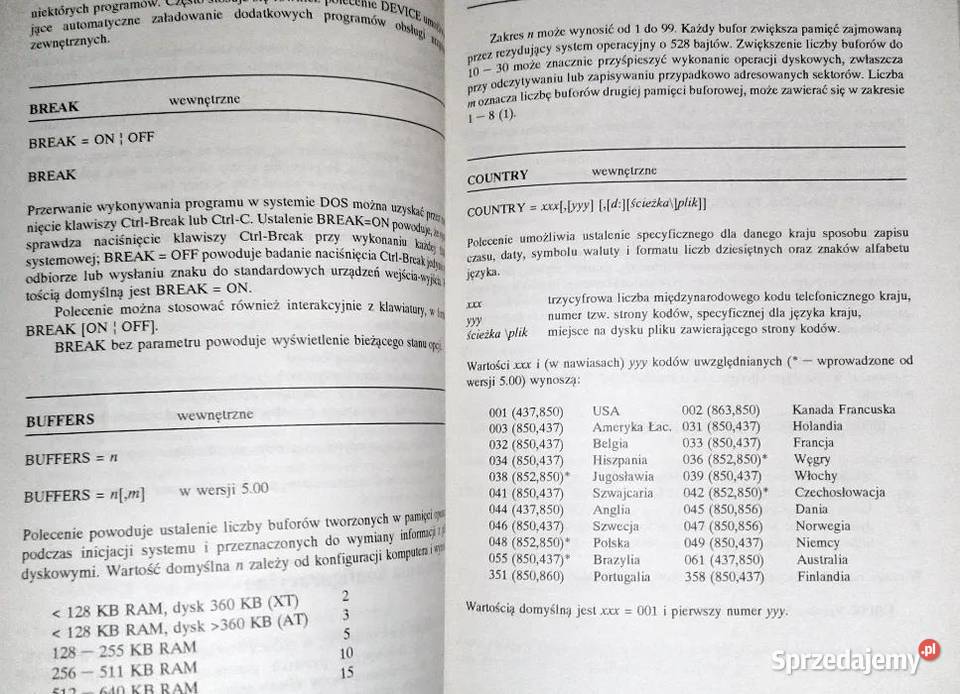 niektórych programów. Często stosuje się również polecenie DEVICE
jące automatyczne załadowanie dodatkowych programów obsługi
zewnętrznych.
BREAK wewnętrzne
BREAK = ON ¦ OFF
BREAK
Przerwanie wykonywania programu w systemie DOS można uzyskać przez
nięcie klawiszy Ctrl-Break lub Ctrl-C. Ustalenie BREAK=ON powoduje, że
sprawdza naciśnięcie klawiszy Ctrl-Break przy wykonaniu każdej
systemowej; BREAK = OFF powoduje badanie naciśnięcia Ctrl-Break
odbiorze lub wysłaniu znaku do standardowych urządzeń wejścia-wyjścia.
tością domyślną jest BREAK = ON.
Polecenie można stosować również interakcyjnie z klawiatury, w
BREAK [ON ¦ OFF].
BREAK bez parametru powoduje wyświetlenie bieżącego stanu opcji
BUFFERS wewnętrzne
BUFFERS = n
BUFFERS = n[,m] w wersji 5.00
Polecenie powoduje ustalenie liczby buforów tworzonych w pamięci
podczas inicjacji systemu i przeznaczonych do wymiany informacji z
dyskowymi. Wartość domyślna n zależy od konfiguracji komputera i
< 128 KB RAM, dysk 360 KB (XT) 2
< 128 KB RAM, dysk >360 KB (AT) 3
128 — 255 KB RAM 5
256 — 511 KB RAM 10
512 — 640 KB RAM 15
Zakres n może wynosić od 1 do 99. Każdy bufor zwiększa pamięć zajmowaną
przez rezydujący system operacyjny o 528 bajtów. Zwiększenie liczby buforów do
10 — 30 może znacznie przyśpieszyć wykonanie operacji dyskowych, zwłaszcza
przy odczytywaniu lub zapisywaniu przypadkowo adresowanych sektorów. Liczba
m oznacza liczbę buforów drugiej pamięci buforowej, może zawierać się w zakresie
1 — 8 (1).
COUNTRY wewnętrzne
COUNTRY = xxx[,[yyy] [,[d:][ścieżka\]plik]]
Polecenie umożliwia ustalenie specyficznego dla danego kraju sposobu zapisu
czasu, daty, symbolu waluty i formatu liczb dziesiętnych oraz znaków alfabetu
języka.
xxx trzycyfrowa liczba międzynarodowego kodu telefonicznego kraju,
yyy numer tzw. strony kodów, specyficznej dla języka kraju,
ścieżka \plik miejsce na dysku pliku zawierającego strony kodów.
Wartości xxx i (w nawiasach) yyy kodów uwzględnianych (* — wprowadzone od
wersji 5.00) wynoszą:
001 (437,850) USA 002 (863,850) Kanada Francuska
003 (850,437) Ameryka Łac. 031 (850,437) Holandia
032 (850,437) Belgia 033 (850,437) Francja
034 (850,437) Hiszpania 036 (852,850)* Węgry
038 (852,850)* Jugosławia 039 (850,437) Włochy
041 (850,437) Szwajcaria 042 (852,850)* Czechosłowacja
044 (437,850) Anglia 045 (850,856) Dania
046 (850,437) Szwecja 047 (850,856) Norwegia
048 (852,850)* Polska 049 (850,437) Niemcy
055 (850,437)* Brazylia 061 (437,850) Australia
351 (850,860) Portugalia 358 (850,437) Finlandia
Wartością domyślną jest xxx = 001 i pierwszy numer yyy.
Sprzedajemy.pl